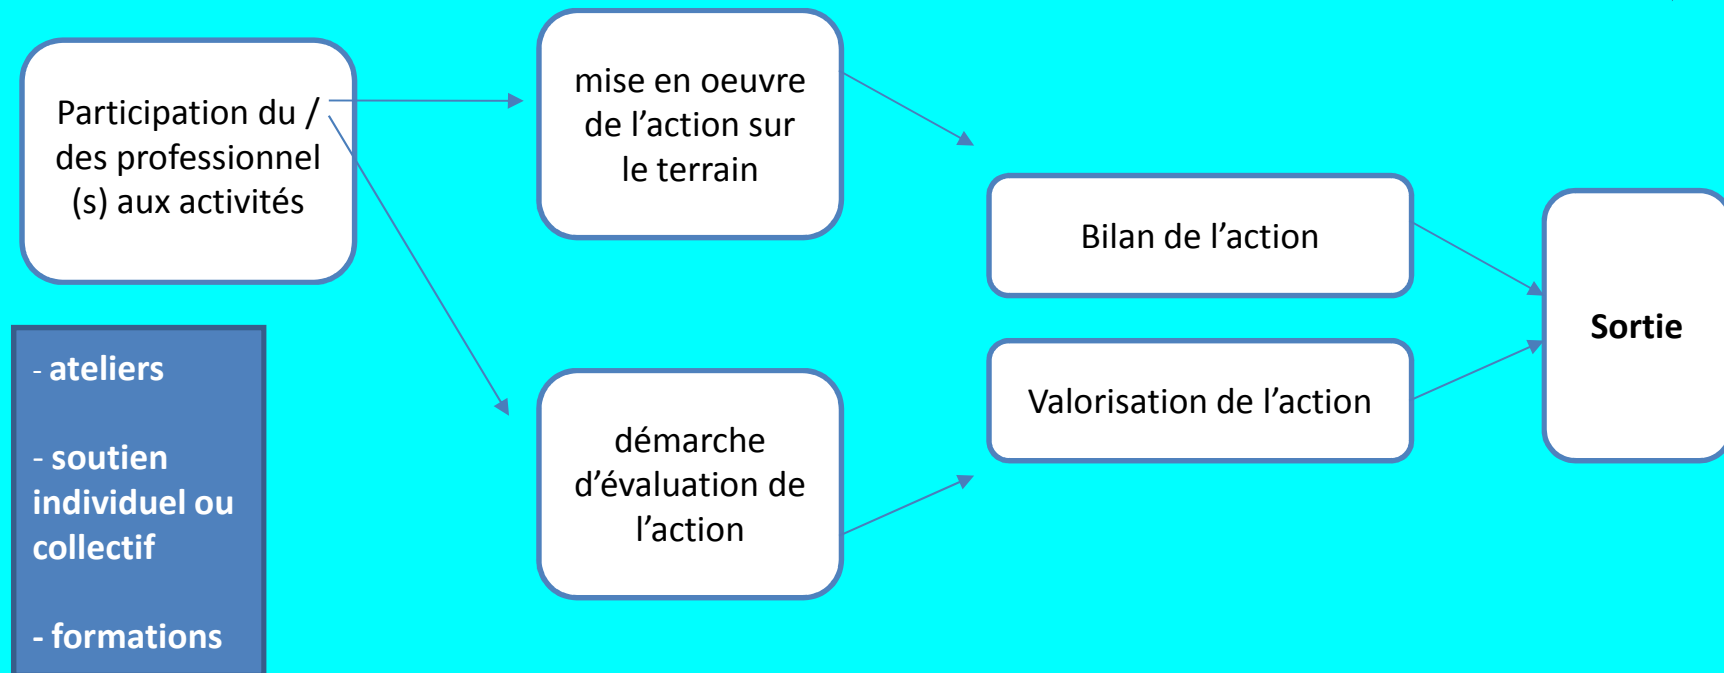 Participation du /
des professionnel
(s) aux activités
- ateliers
- soutien
individuel ou
collectif
- formations
mise en oeuvre
de l’action sur
le terrain
démarche
d’évaluation de
l’action
Bilan de l’action
Valorisation de l’action
Sortie